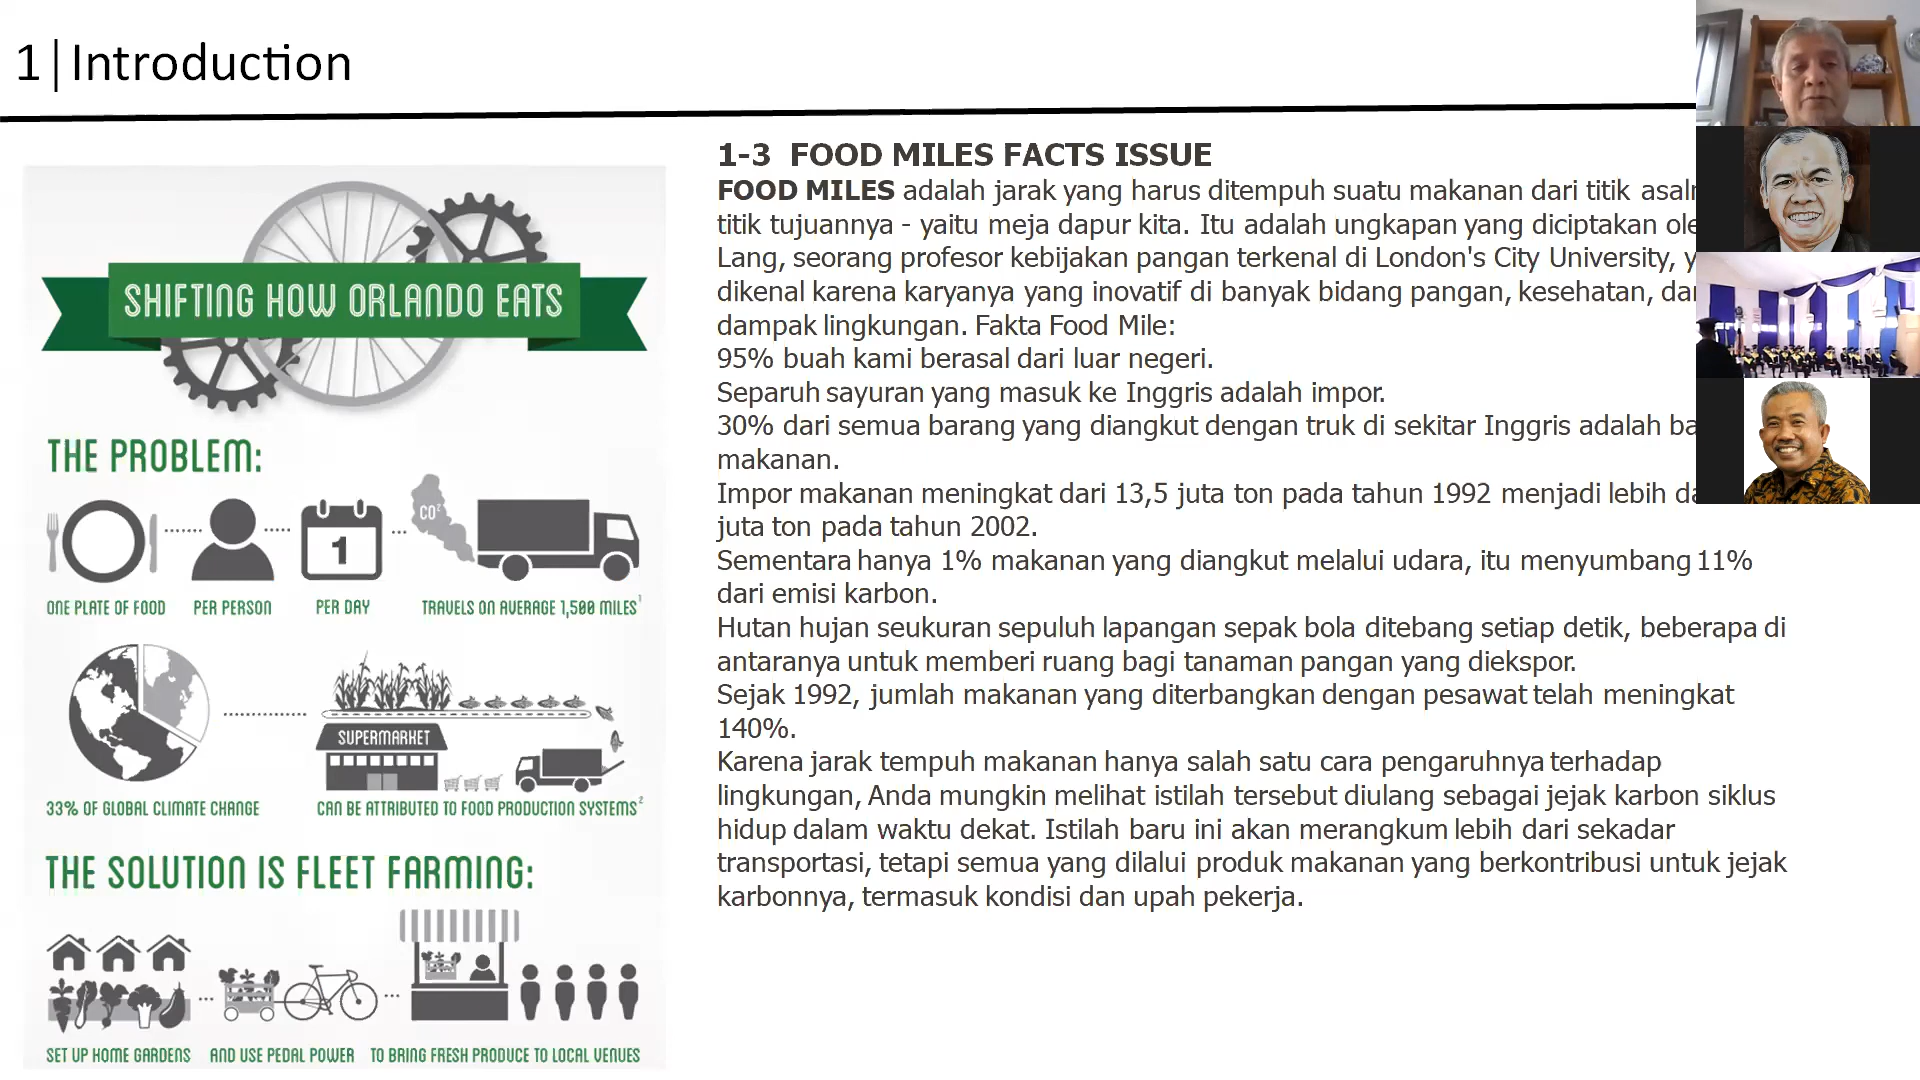 1|Introduction
SHIFTING HOW ORLANDO EATS
THE PROBLEM:
CO2
1
ONE PLATE OF FOOD
PER PERSON
PER DAY
TRAVELS ON AVERAGE 1,500 MILES1
SUPERMARKET
33% OF GLOBAL CLIMATE CHANGE
CAN BE ATTRIBUTED TO FOOD PRODUCTION SYSTEMS2
THE SOLUTION IS FLEET FARMING:
SET UP HOME GARDENS
AND USE PEDAL POWER
TO BRING FRESH PRODUCE TO LOCAL VENUES
1-3 FOOD MILES FACTS ISSUE
FOOD MILES adalah jarak yang harus ditempuh suatu makanan dari titik
titik tujuannya - yaitu meja dapur kita. Itu adalah ungkapan yang diciptakan
Lang, seorang profesor kebijakan pangan terkenal di London's City University,
dikenal karena karyanya yang inovatif di banyak bidang pangan, kesehatan,
dampak lingkungan. Fakta Food Mile:
95% buah kami berasal dari luar negeri.
Separuh sayuran yang masuk ke Inggris adalah impor.
30% dari semua barang yang diangkut dengan truk di sekitar Inggris adalah
makanan.
Impor makanan meningkat dari 13,5 juta ton pada tahun 1992 menjadi lebih
juta ton pada tahun 2002.
Sementara hanya 1% makanan yang diangkut melalui udara, itu menyumbang 11%
dari emisi karbon.
Hutan hujan seukuran sepuluh lapangan sepak bola ditebang setiap detik, beberapa di
antaranya untuk memberi ruang bagi tanaman pangan yang diekspor.
Sejak 1992, jumlah makanan yang diterbangkan dengan pesawat telah meningkat
140%.
Karena jarak tempuh makanan hanya salah satu cara pengaruhnya terhadap
lingkungan, Anda mungkin melihat istilah tersebut diulang sebagai jejak karbon siklus
hidup dalam waktu dekat. Istilah baru ini akan merangkum lebih dari sekadar
transportasi, tetapi semua yang dilalui produk makanan yang berkontribusi untuk jejak
karbonnya, termasuk kondisi dan upah pekerja.